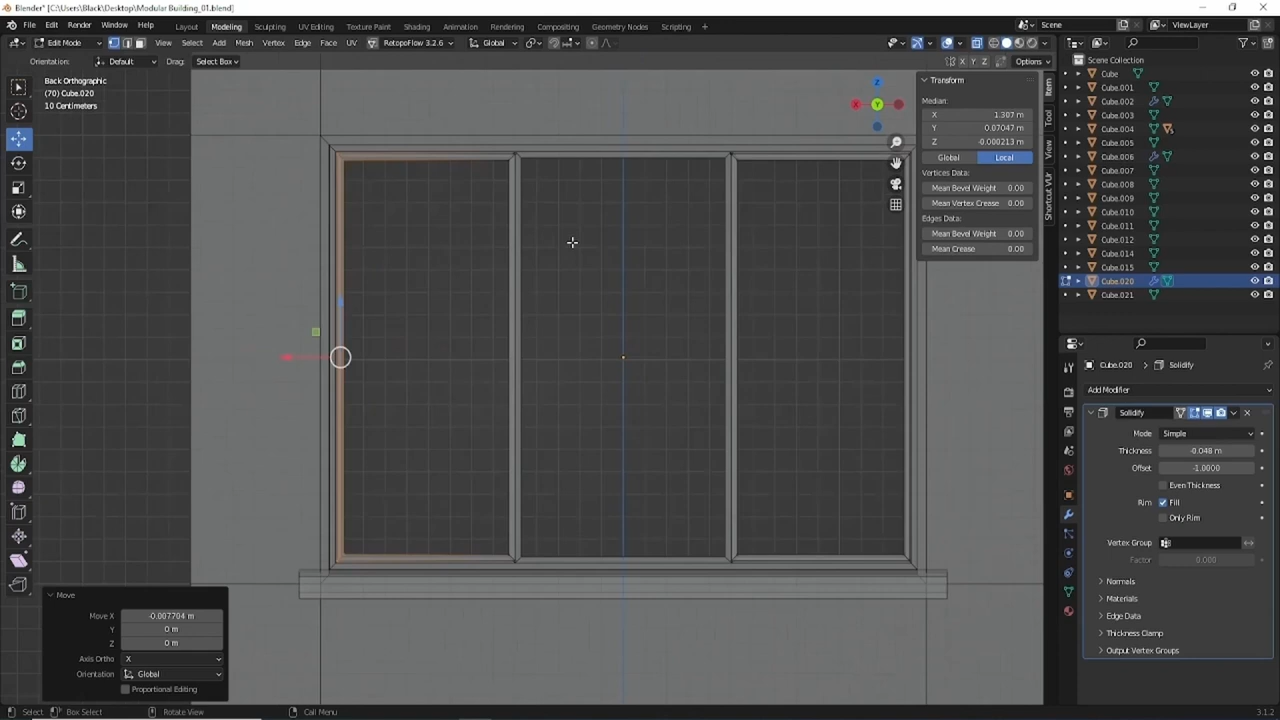 Blender* [C:\Users\Black\Desktop\Modular Building_01.blend]
File Edit Render Window Help Layout Modeling Sculpting UV Editing Texture Paint Shading Animation Rendering Compositing Geometry Nodes Scripting + Scene ViewLayer
Edit Mode View Select Add Mesh Vertex Edge Face UV RetopoFlow 3.2.6 Global
Orientation: Default Drag: Select Box X Y Z Options
Back Orthographic
(70) Cube.020
10 Centimeters
Z
Y
Transform
Median:
X 1.307 m
Y 0.07047 m
Z -0.000213 m
Global Local
Vertices Data:
Mean Bevel Weight 0.00
Mean Vertex Crease 0.00
Edges Data:
Mean Bevel Weight 0.00
Mean Crease 0.00
Item
Tool
View
Shortcut VUr
Scene Collection
Cube
Cube.001
Cube.002
Cube.003
Cube.004
Cube.005
Cube.006
Cube.007
Cube.008
Cube.009
Cube.010
Cube.011
Cube.012
Cube.014
Cube.015
Cube.020
Cube.021
Cube.020 > Solidify
Add Modifier
Solidify
Mode Simple
Thickness -0.048 m
Offset -1.0000
Even Thickness
Rim Fill
Only Rim
Vertex Group
Factor 0.000
Normals
Materials
Edge Data
Thickness Clamp
Output Vertex Groups
Move
Move X -0.007704 m
Y 0 m
Z 0 m
Axis Ortho X
Orientation Global
Proportional Editing
Select Box Select Rotate View Call Menu 3.1.2